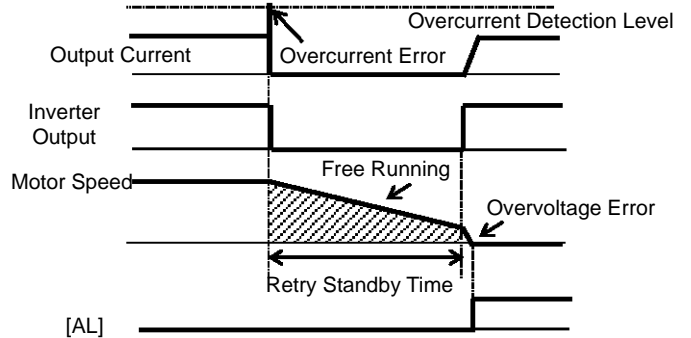 Overcurrent Detection Level
Output Current
Overcurrent Error
Inverter
Output
Free Running
Motor Speed
Overvoltage Error
Retry Standby Time
[AL]